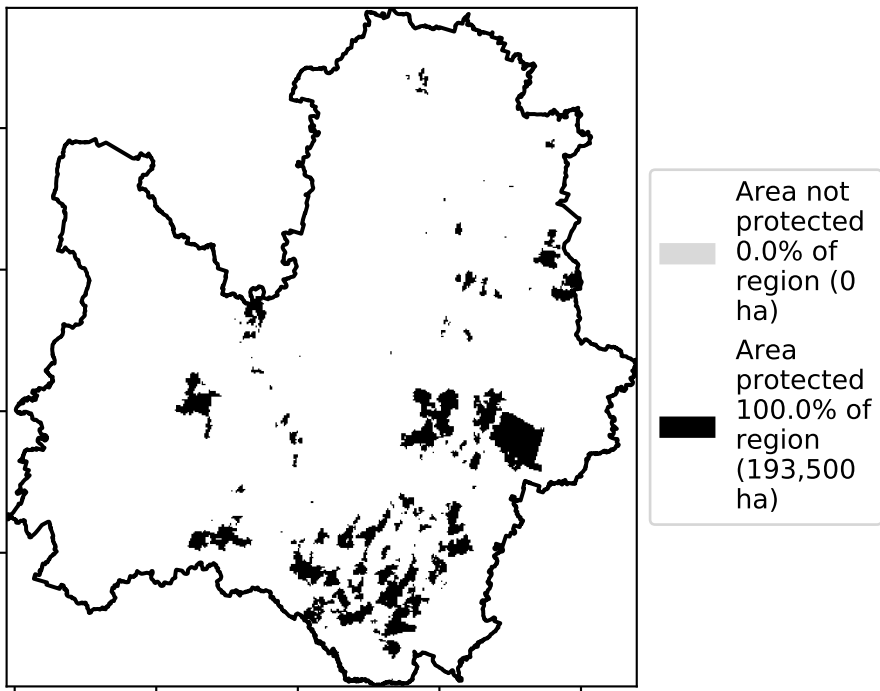 Area not
protected
0.0% of
region (0
ha)
Area
protected
100.0% of
region
(193,500
ha)